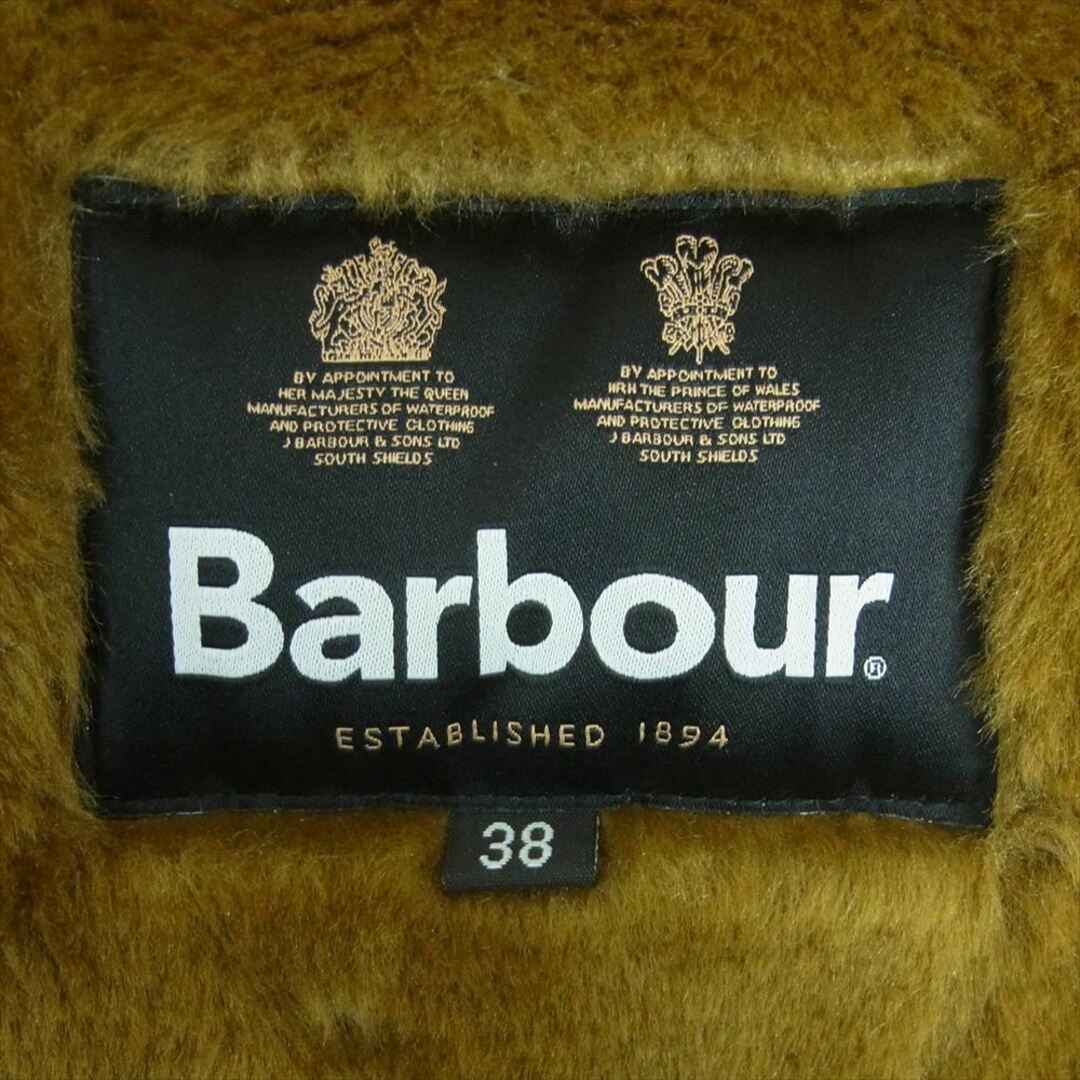 BY APPOINTMENT TO
HER MAJESTY THE QUEEN
MANUFACTURERS OF WATERPROOF
AND PROTECTIVE CLOTHING
J BARBOUR & SONS LTD
SOUTH SHIELDS
BY APPOINTMENT TO
HRH THE PRINCE OF WALES
MANUFACTURERS OF WATERPROOF
AND PROTECTIVE CLOTHING
J BARBOUR & SONS LTD
SOUTH SHIELDS
Barbour®
ESTABLISHED 1894
38